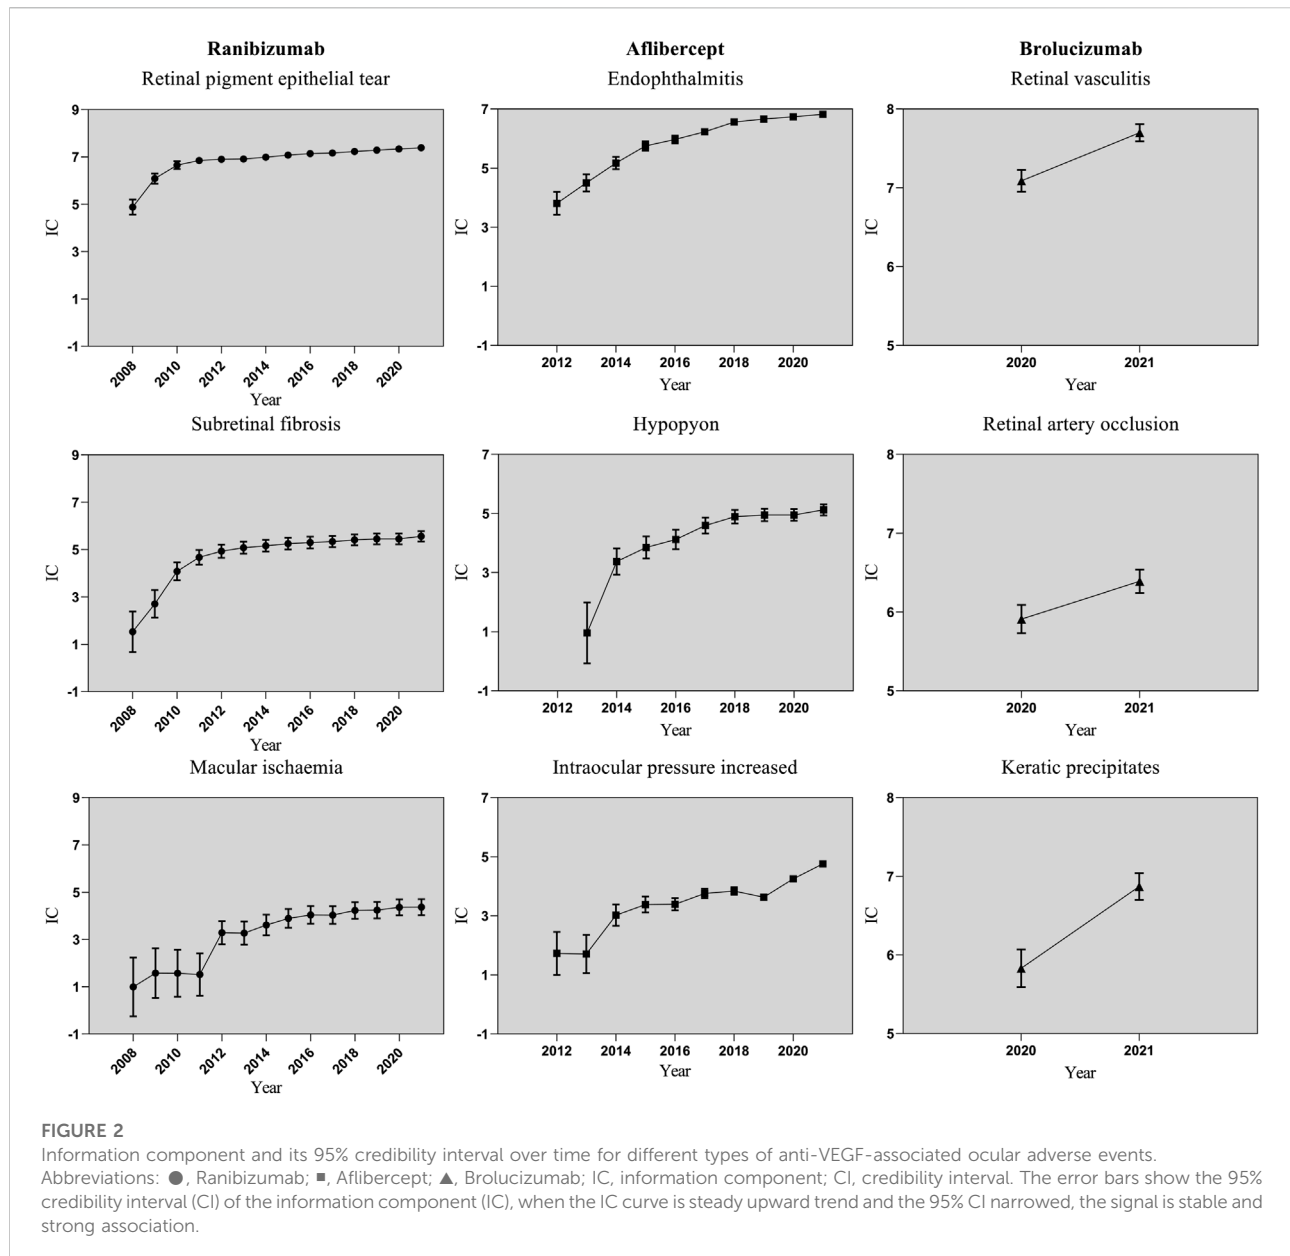 Ranibizumab
Aflibercept
Brolucizumab
Retinal pigment epithelial tear
Endophthalmitis
Retinal vasculitis
9
7
5
3
1
-1
IC
2008
2010
2012
2014
2016
2018
2020
Year
7
5
3
1
-1
IC
2012
2014
2016
2018
2020
Year
8
7
6
5
IC
2020
2021
Year
Subretinal fibrosis
Hypopyon
Retinal artery occlusion
9
7
5
3
1
-1
IC
2008
2010
2012
2014
2016
2018
2020
Year
7
5
3
1
-1
IC
2012
2014
2016
2018
2020
Year
8
7
6
5
IC
2020
2021
Year
Macular ischaemia
Intraocular pressure increased
Keratic precipitates
9
7
5
3
1
-1
IC
2008
2010
2012
2014
2016
2018
2020
Year
7
5
3
1
-1
IC
2012
2014
2016
2018
2020
Year
8
7
6
5
IC
2020
2021
Year
FIGURE 2
Information component and its 95% credibility interval over time for different types of anti-VEGF-associated ocular adverse events.
Abbreviations: ●, Ranibizumab; ■, Aflibercept; ▲, Brolucizumab; IC, information component; CI, credibility interval. The error bars show the 95%
credibility interval (CI) of the information component (IC), when the IC curve is steady upward trend and the 95% CI narrowed, the signal is stable and
strong association.